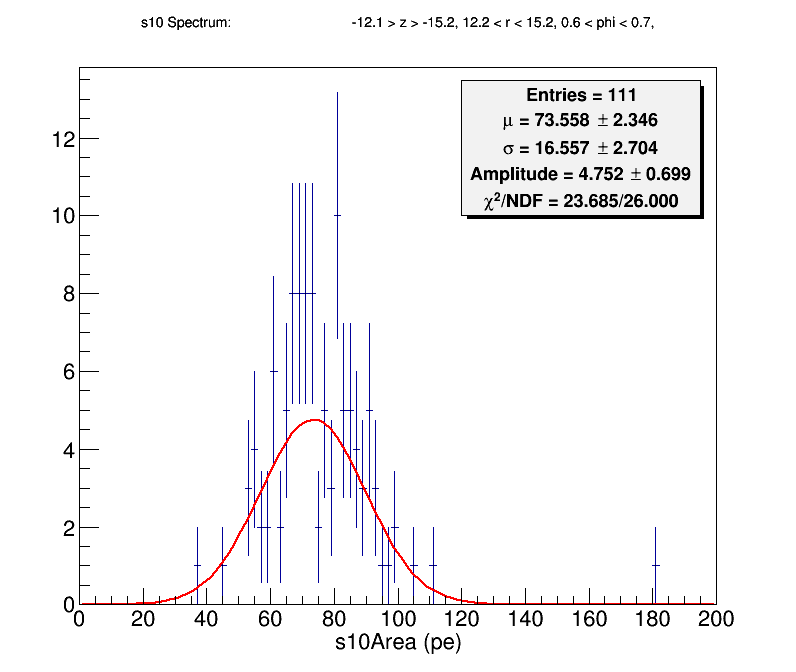 s10 Spectrum: -12.1 > z > -15.2, 12.2 < r < 15.2, 0.6 < phi < 0.7,
Entries = 111
μ = 73.558 ± 2.346
σ = 16.557 ± 2.704
Amplitude = 4.752 ± 0.699
χ²/NDF = 23.685/26.000
12
10
8
6
4
2
0
0 20 40 60 80 100 120 140 160 180 200
s10Area (pe)